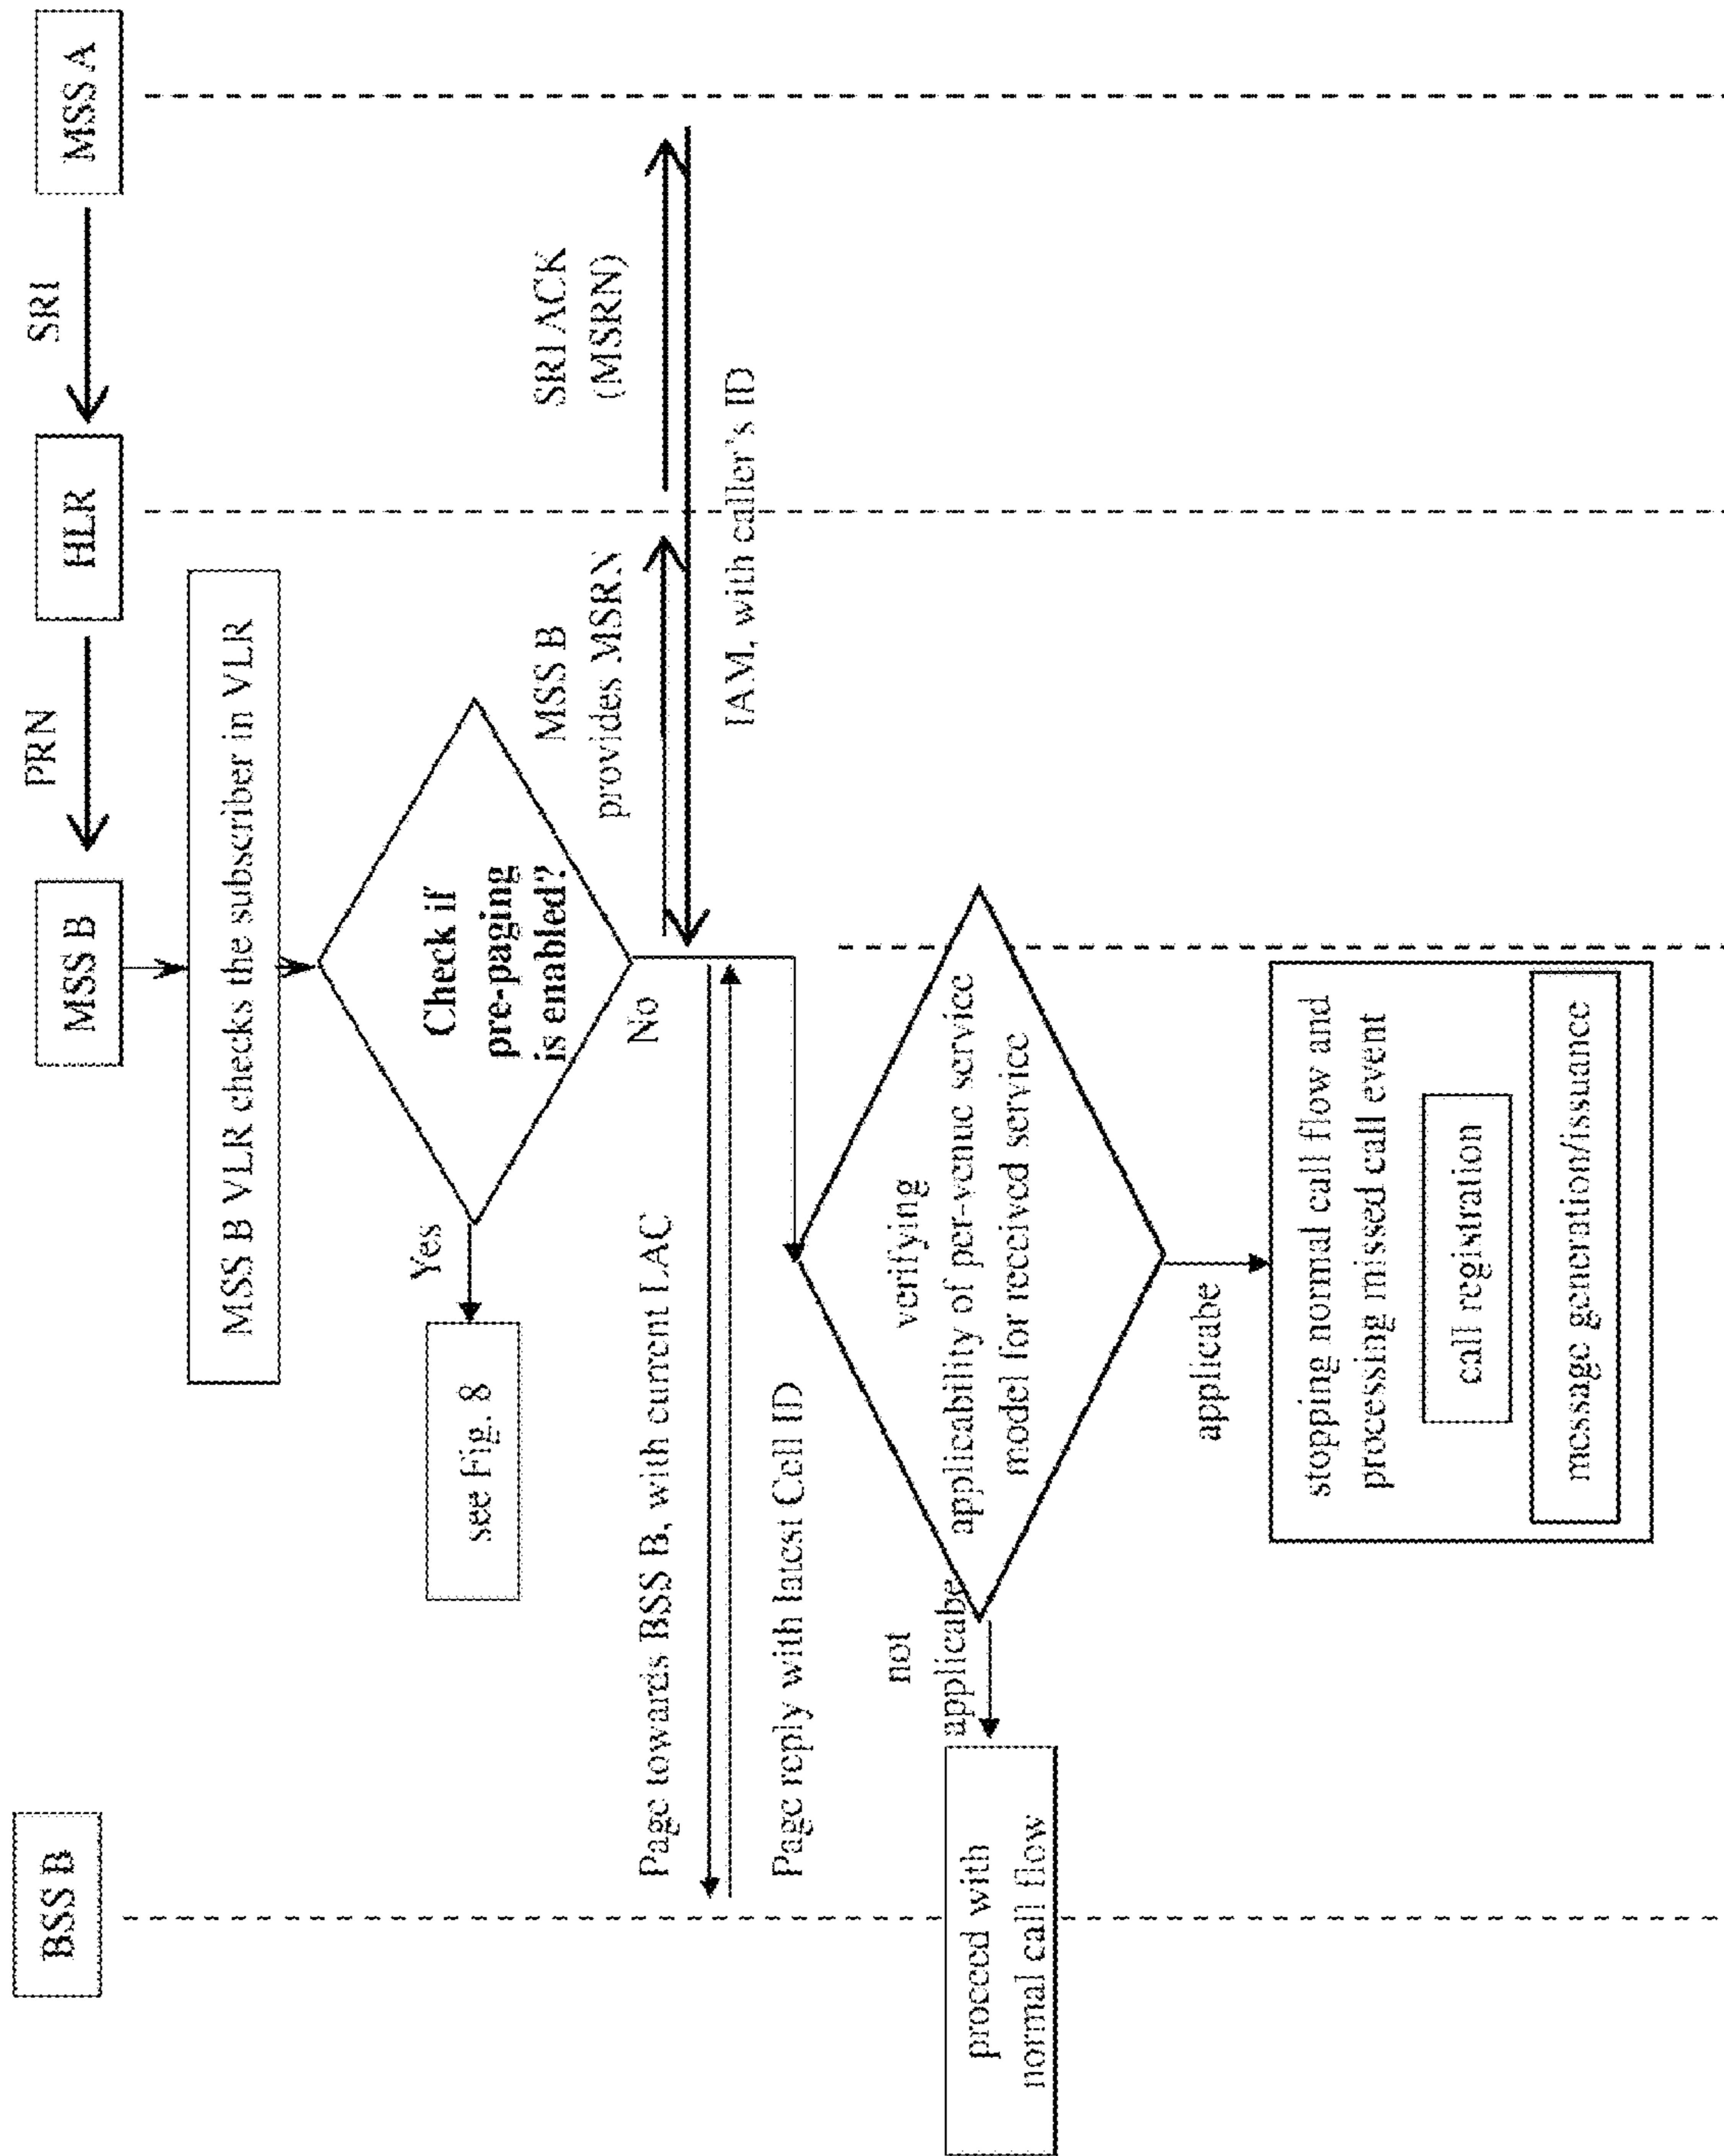 BSS B
MSS B
PRN
HLR
SRI
MSS A
MSS B VLR checks the subscriber in VLR
Check if
pre-paging
is enabled?
Yes
see Fig. 8
No
MSS B
provides MSRN
SRI ACK
(MSRN)
IAM, with caller's ID
Page towards BSS B, with current LAC
Page reply with latest Cell ID
verifying
applicability of per-venue service
model for received service
not
applicabe
proceed with
normal call flow
applicabe
stopping normal call flow and
processing missed call event
call registration
message generation/issuance